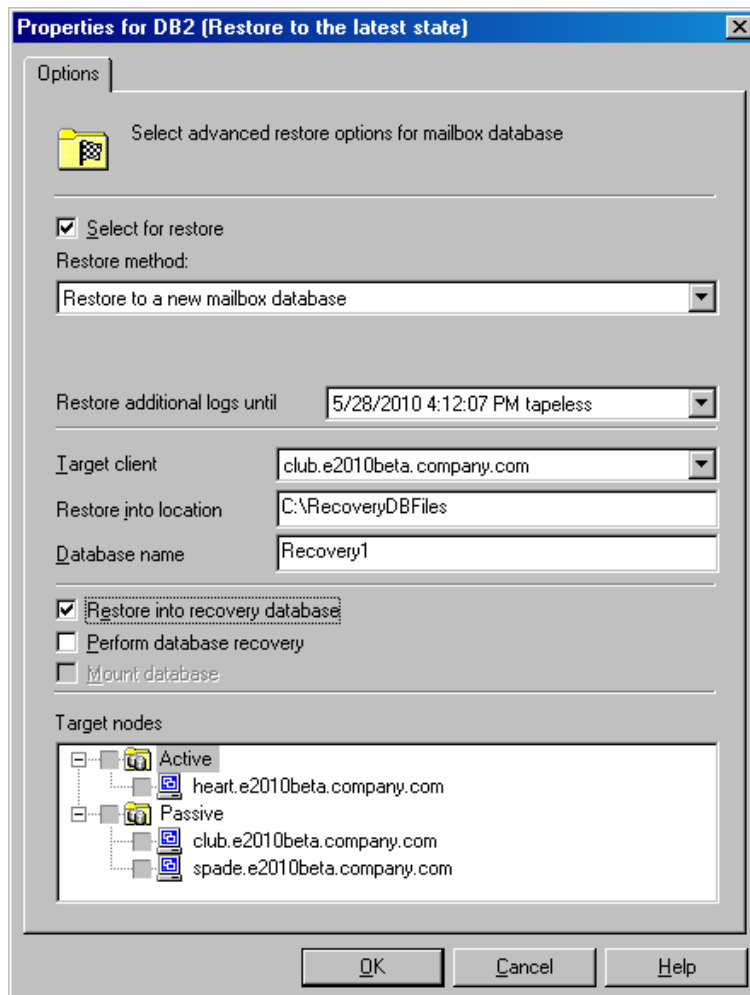 Properties for DB2 (Restore to the latest state)
Options
Select advanced restore options for mailbox database
Select for restore
Restore method:
Restore to a new mailbox database
Restore additional logs until 5/28/2010 4:12:07 PM tapeless
Target client club.e2010beta.company.com
Restore into location C:\RecoveryDBFiles
Database name Recovery1
Restore into recovery database
Perform database recovery
Mount database
Target nodes
Active
heart.e2010beta.company.com
Passive
club.e2010beta.company.com
spade.e2010beta.company.com
OK Cancel Help